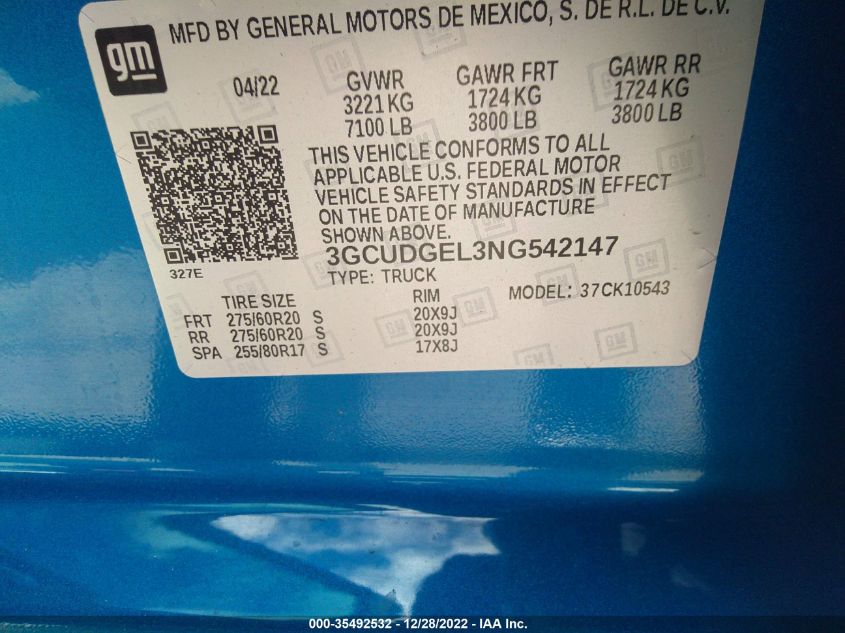 gm MFD BY GENERAL MOTORS DE MEXICO, S. DE R.L. DE C.V.
04/22 GVWR GAWR FRT GAWR RR
3221 KG 1724 KG 1724 KG
7100 LB 3800 LB 3800 LB
THIS VEHICLE CONFORMS TO ALL
APPLICABLE U.S. FEDERAL MOTOR
VEHICLE SAFETY STANDARDS IN EFFECT
ON THE DATE OF MANUFACTURE
SHOWN ABOVE.
327E 3GCUDGEL3NG542147
TYPE: TRUCK
TIRE SIZE RIM MODEL: 37CK10543
FRT 275/60R20 S 20X9J
RR 275/60R20 S 20X9J
SPA 255/80R17 S 17X8J
000-35492532 - 12/28/2022 - IAA Inc.